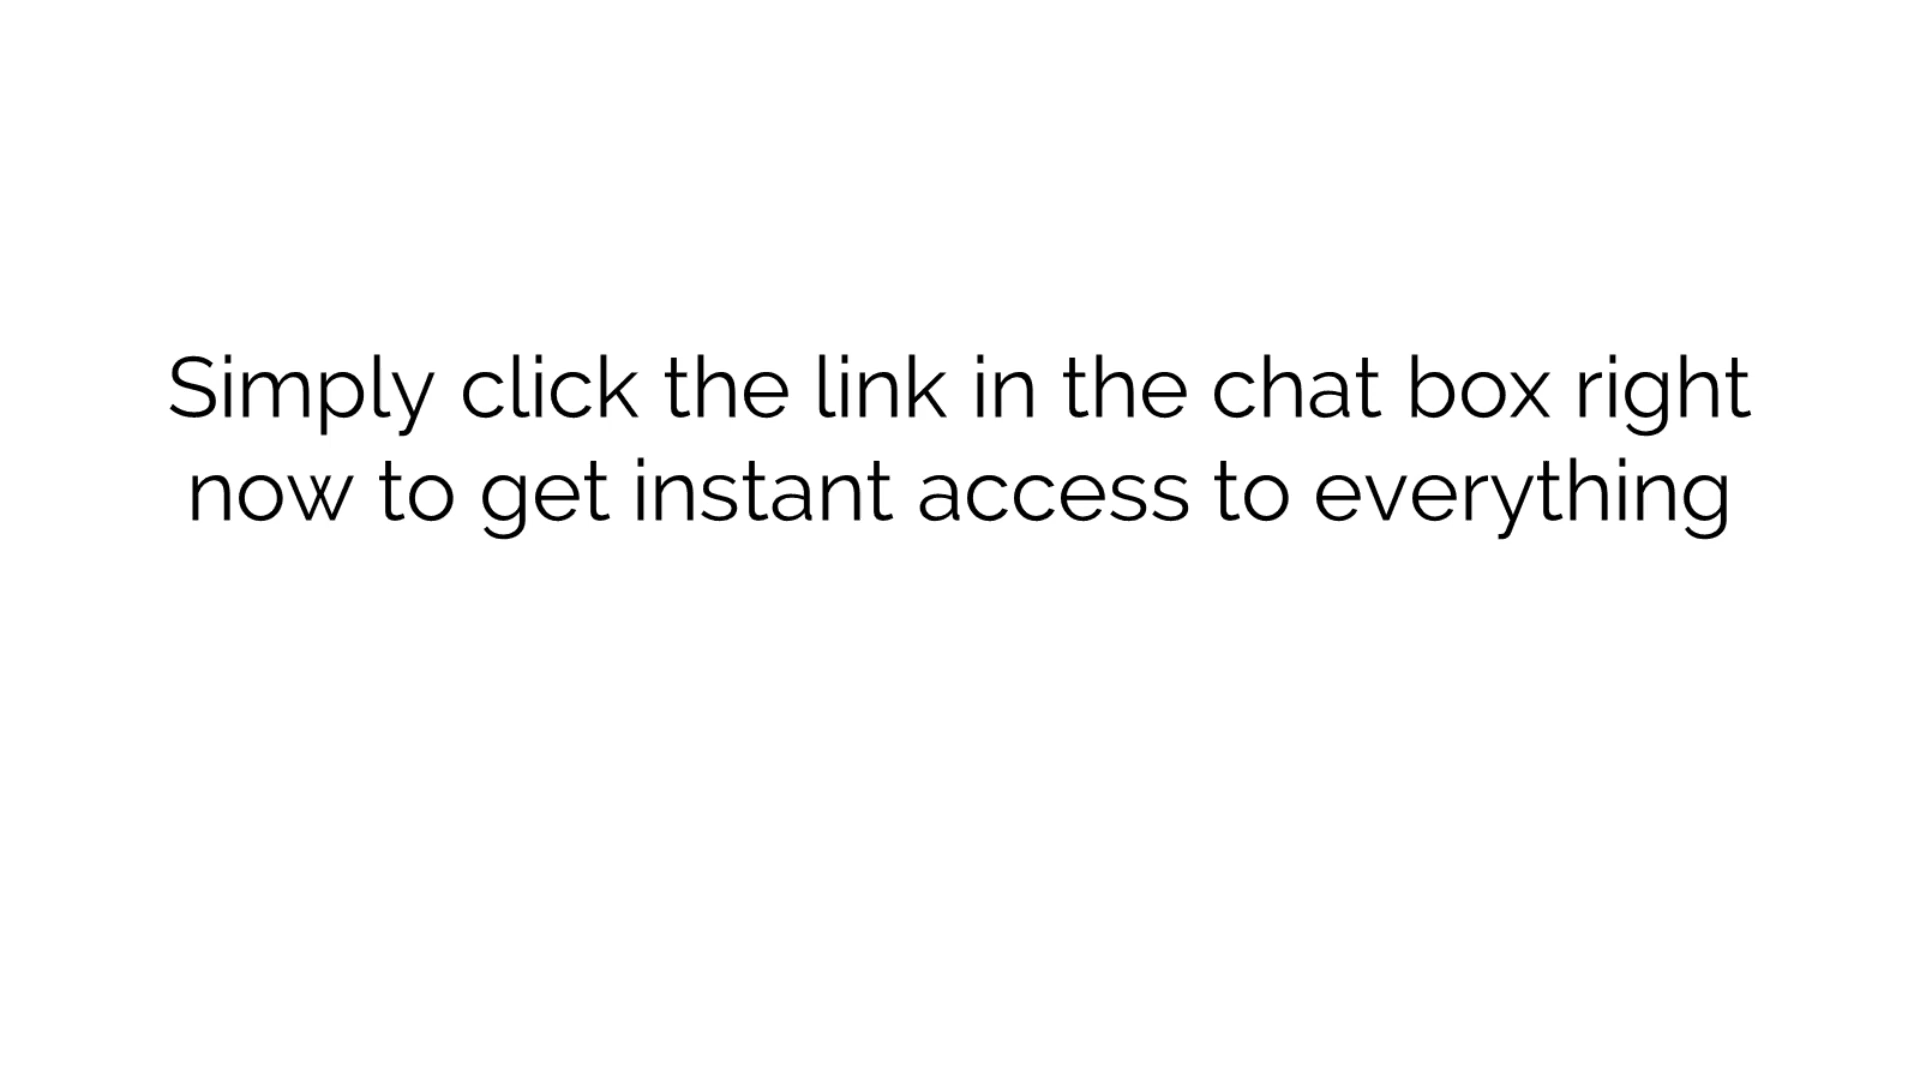 Simply click the link in the chat box right
now to get instant access to everything